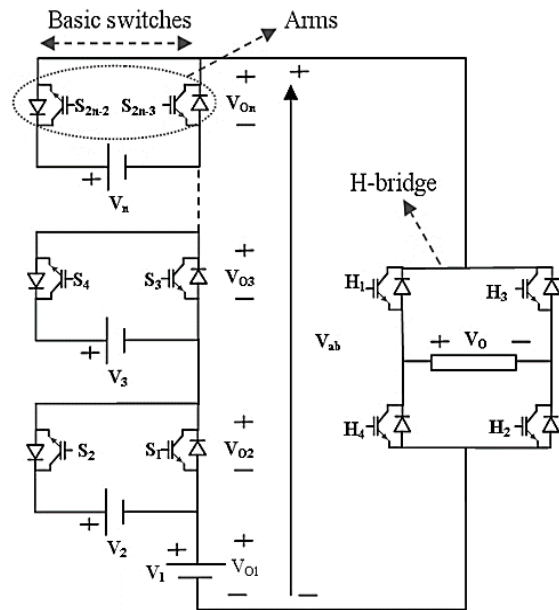 Basic switches
Arms
S2n-2
S2n-3
+
VOn
−
+
+
Vn
H-bridge
S4
S3
+
VO3
−
+
V3
H1
H3
Vab
+ VO −
S2
S1
+
VO2
−
H4
H2
+
V2
+
V1
+
VO1
−
−